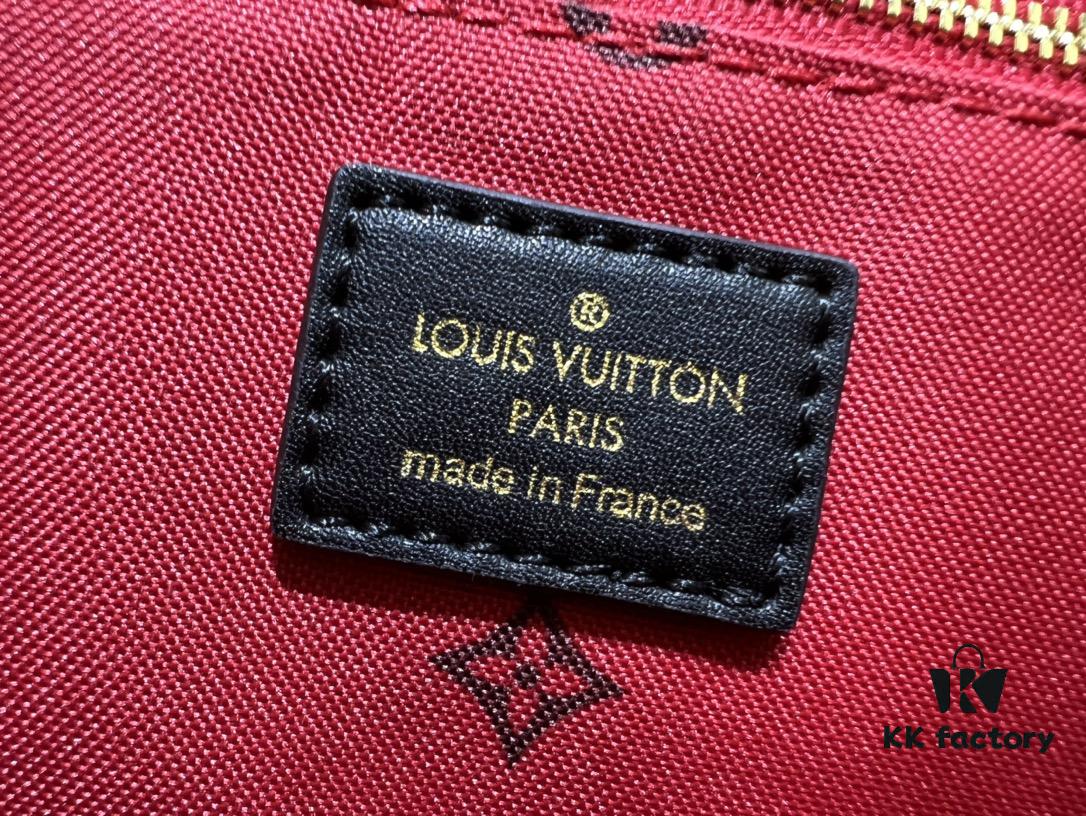 LOUIS VUITTON
PARIS
made in France
KK factory